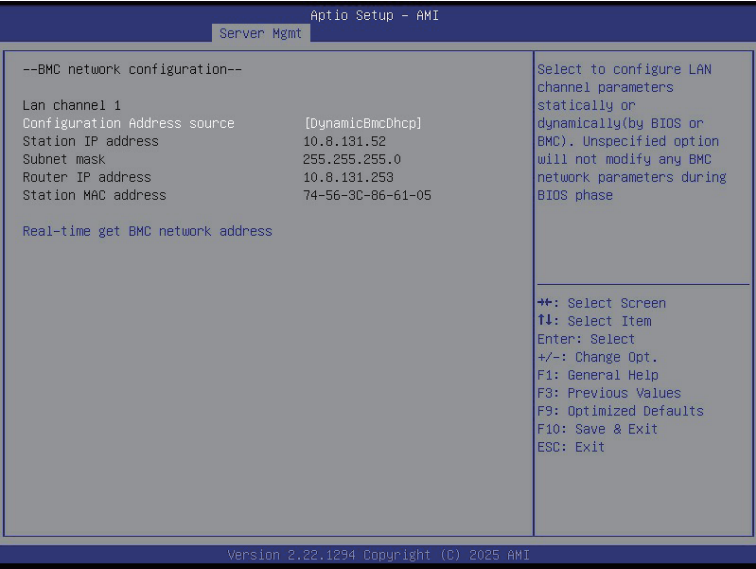 Aptio Setup – AMI
Server Mgmt
--BMC network configuration--
Lan channel 1
Configuration Address source [DynamicBmcDhcp]
Station IP address 10.8.131.52
Subnet mask 255.255.255.0
Router IP address 10.8.131.253
Station MAC address 74-56-3C-86-61-05
Real-time get BMC network address
Select to configure LAN
channel parameters
statically or
dynamically(by BIOS or
BMC). Unspecified option
will not modify any BMC
network parameters during
BIOS phase
→←: Select Screen
↑↓: Select Item
Enter: Select
+/-: Change Opt.
F1: General Help
F3: Previous Values
F9: Optimized Defaults
F10: Save & Exit
ESC: Exit
Version 2.22.1294 Copyright (C) 2025 AMI